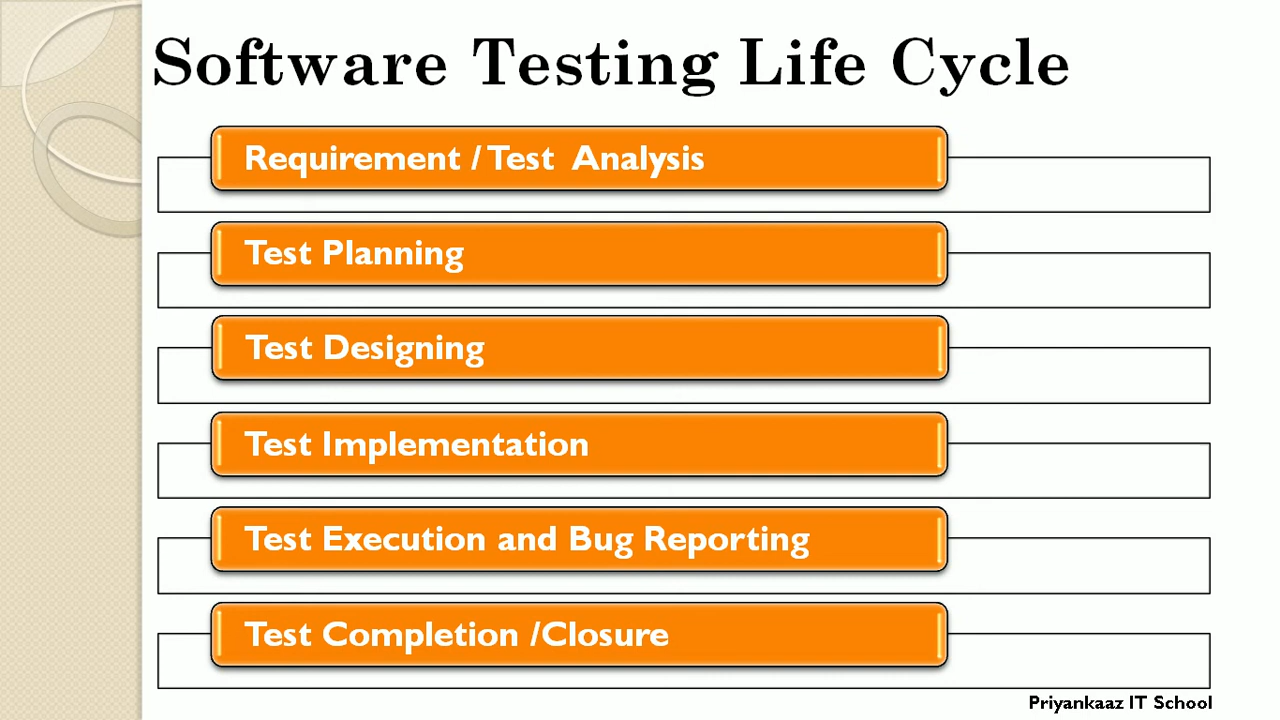 Software Testing Life Cycle
Requirement / Test Analysis
Test Planning
Test Designing
Test Implementation
Test Execution and Bug Reporting
Test Completion /Closure
Priyankaaz IT School